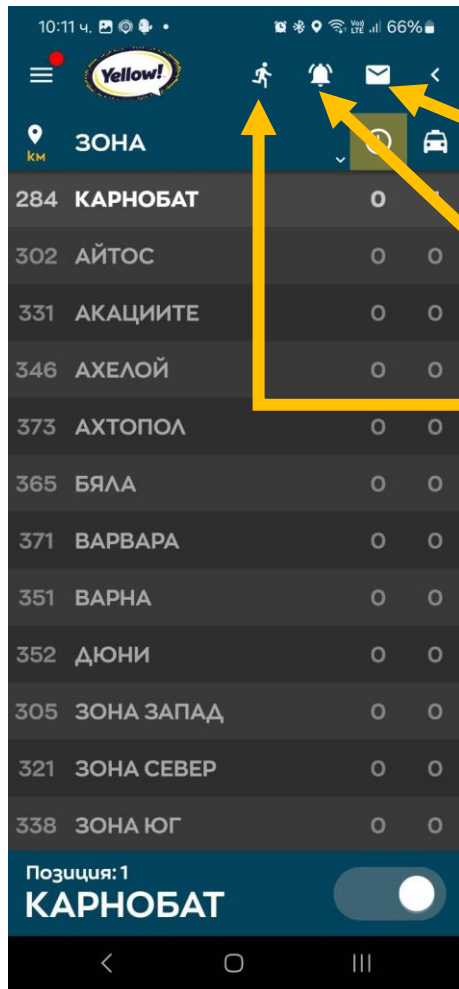 10:11 ч. 66%
Yellow!
км ЗОНА
284 КАРНОБАТ 0
302 АЙТОС 0 0
331 АКАЦИИТЕ 0 0
346 АХЕЛОЙ 0 0
373 АХТОПОЛ 0 0
365 БЯЛА 0 0
371 ВАРВАРА 0 0
351 ВАРНА 0 0
352 ДЮНИ 0 0
305 ЗОНА ЗАПАД 0 0
321 ЗОНА СЕВЕР 0 0
338 ЗОНА ЮГ 0 0
Позиция: 1
КАРНОБАТ